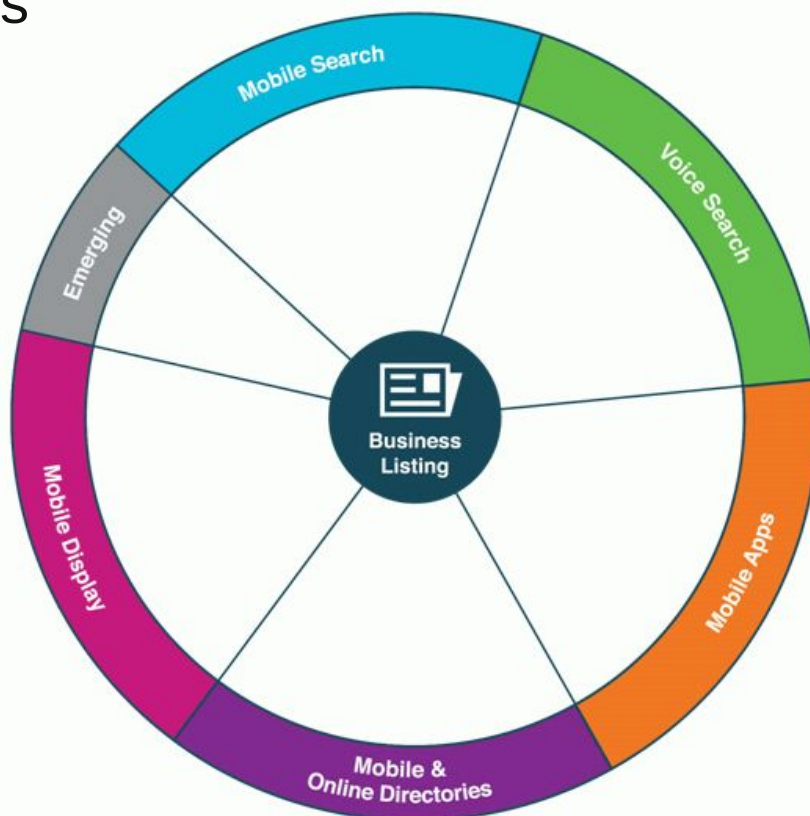 s
Mobile Search
Voice Search
Emerging
Business
Listing
Mobile Display
Mobile Apps
Mobile &
Online Directories